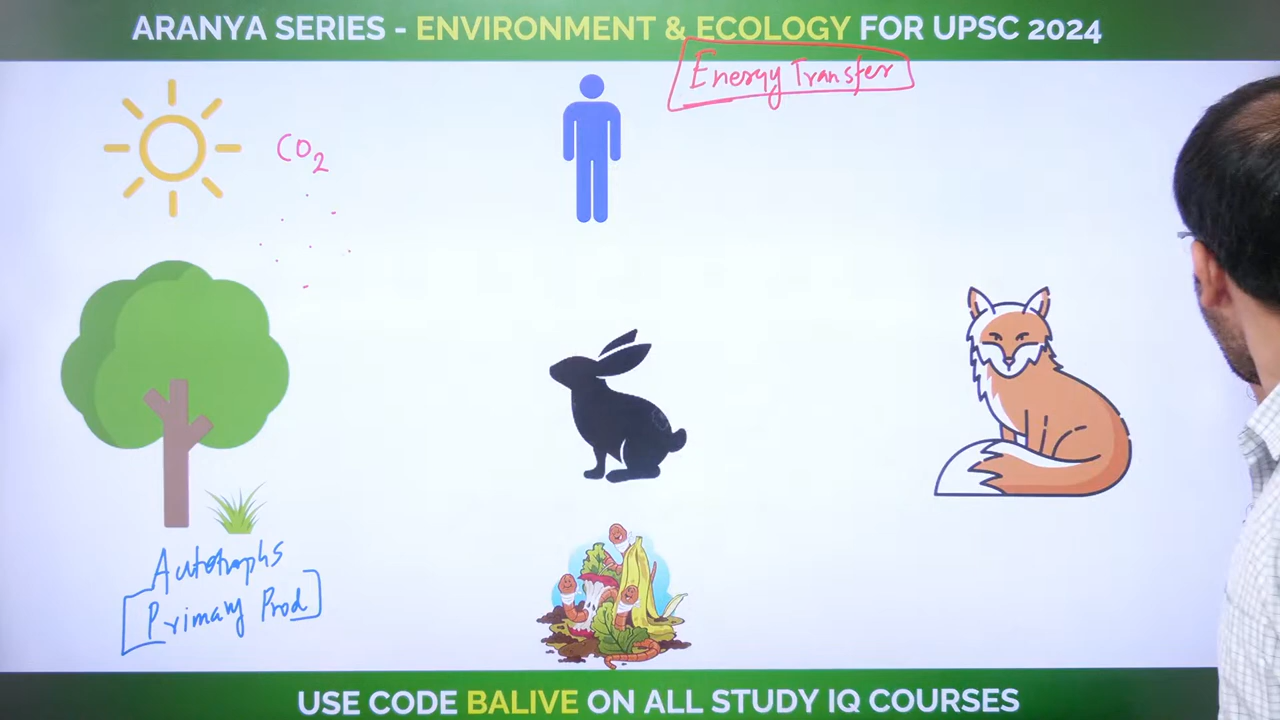 ARANYA SERIES - ENVIRONMENT & ECOLOGY FOR UPSC 2024
Energy Transfer
CO2
Autotrophs
Primary Prod
USE CODE BALIVE ON ALL STUDY IQ COURSES